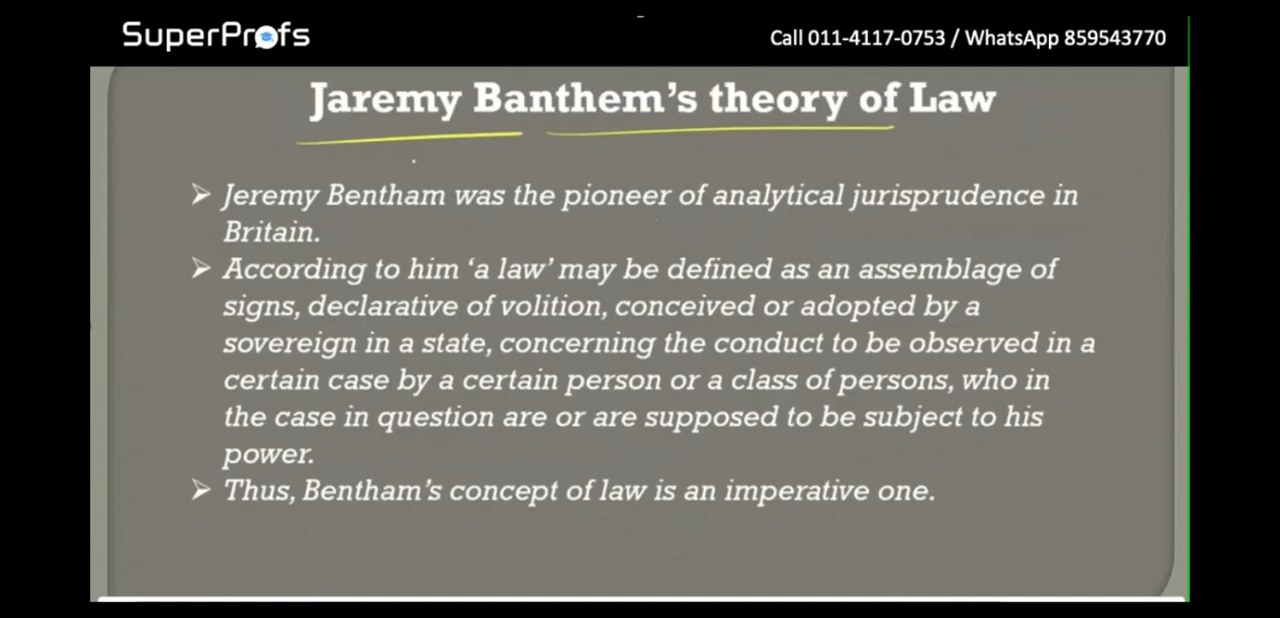 SuperProfs
Call 011-4117-0753 / WhatsApp 859543770
Jaremy Banthem's theory of Law
➢ Jeremy Bentham was the pioneer of analytical jurisprudence in
Britain.
➢ According to him ‘a law’ may be defined as an assemblage of
signs, declarative of volition, conceived or adopted by a
sovereign in a state, concerning the conduct to be observed in a
certain case by a certain person or a class of persons, who in
the case in question are or are supposed to be subject to his
power.
➢ Thus, Bentham’s concept of law is an imperative one.